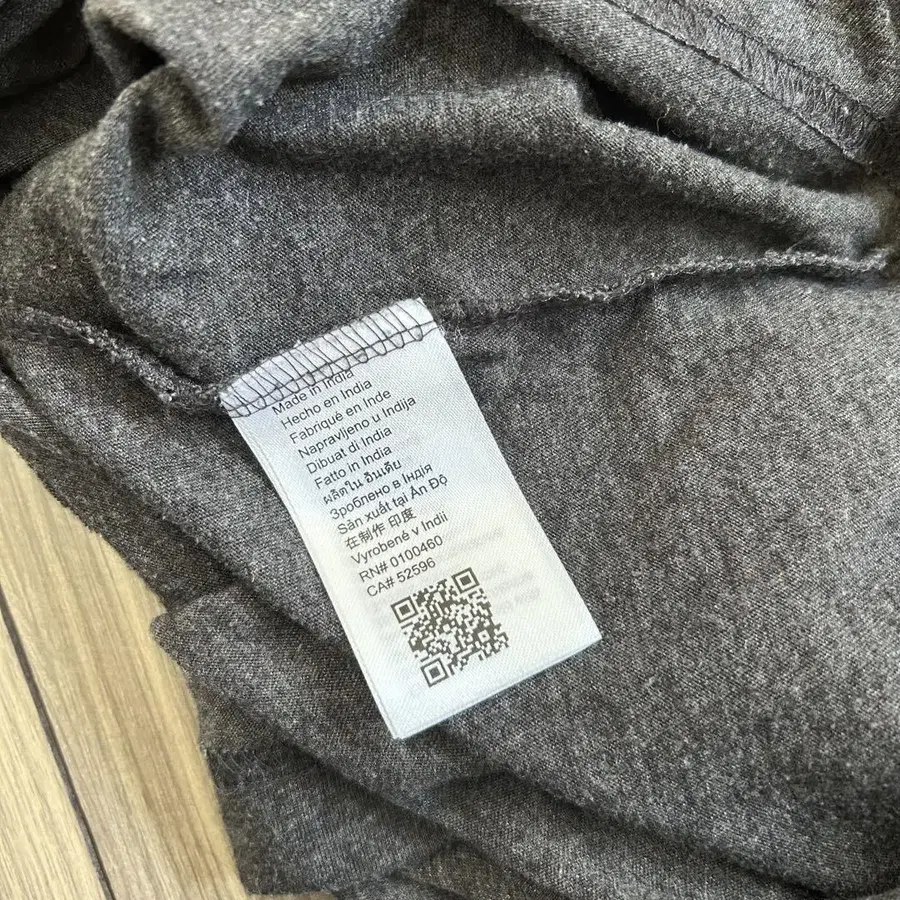 Made in India
Hecho en India
Fabriqué en Inde
Napravljeno u Indija
Dibuat di India
Fatto in India
ผลิตใน อินเดีย
Зроблено в Індія
Sản xuất tại Ấn Độ
在制作 印度
Vyrobené v Indii
RN# 0100460
CA# 52596